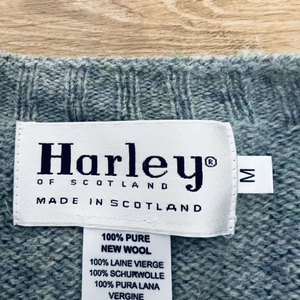 Harley®
OF SCOTLAND
MADE IN SCOTLAND
M
100% PURE
NEW WOOL
100% LAINE VIERGE
100% SCHURWOLLE
100% PURA LANA
VERGINE